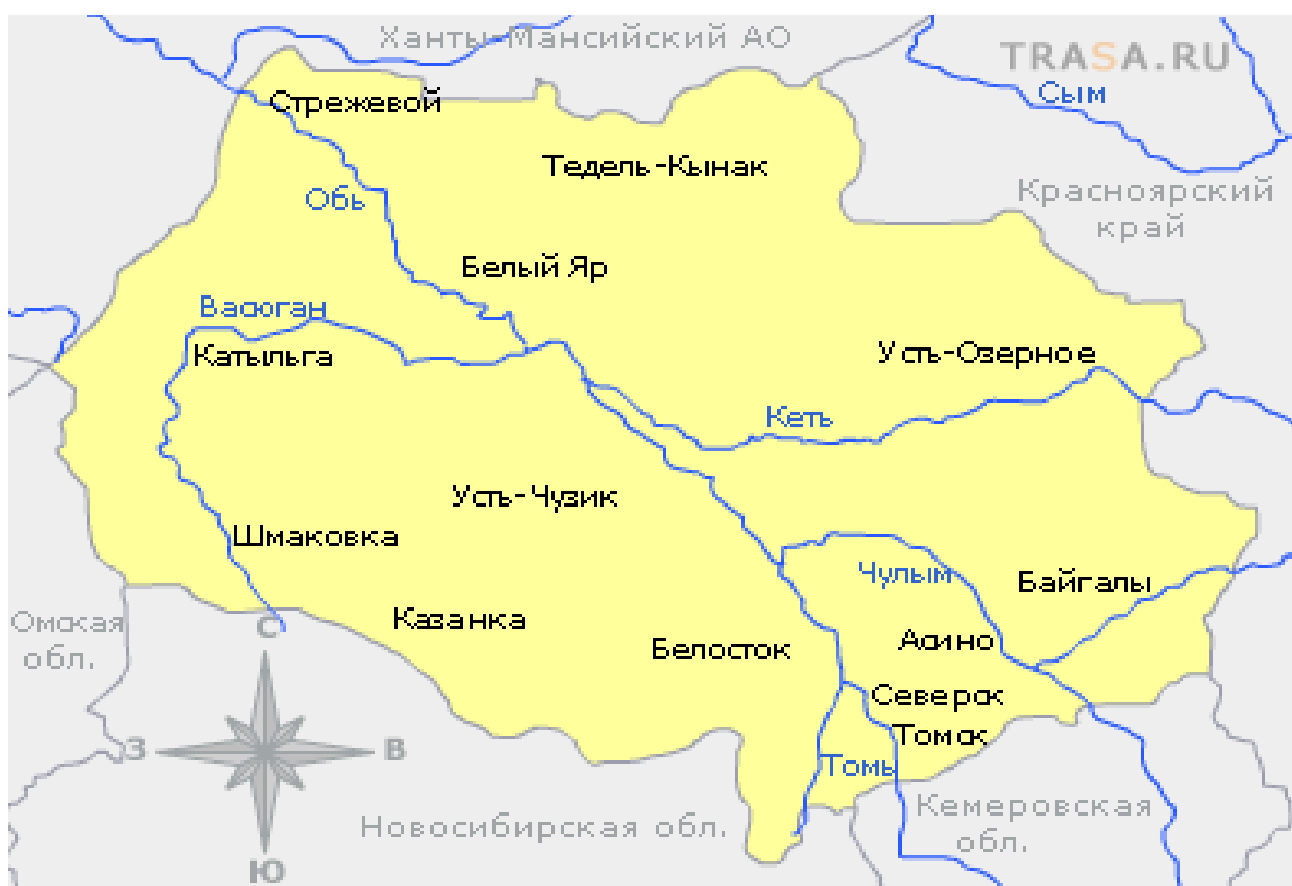 Ханты-Мансийский АО
TRASA.RU
Стрежевой
Сым
Тедель-Кынак
Обь
Красноярский
край
Белый Яр
Васюган
Катыльга
Усть-Озерное
Кеть
Усть-Чузик
Шмаковка
Чулым
Байгалы
Омская
обл.
С
Казанка
Белосток
Асино
Северск
Томск
З
В
Томь
Новосибирская обл.
Кемеровская
обл.
Ю